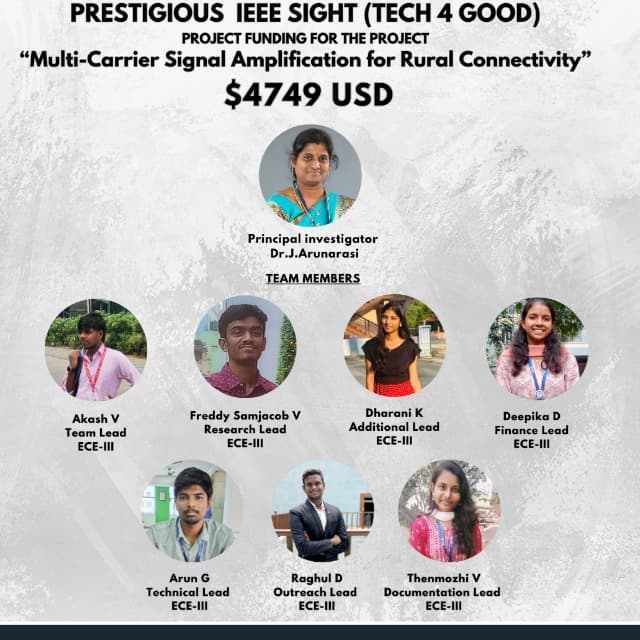 PRESTIGIOUS IEEE SIGHT (TECH 4 GOOD)
PROJECT FUNDING FOR THE PROJECT
“Multi-Carrier Signal Amplification for Rural Connectivity”
$4749 USD
Principal investigator
Dr.J.Arunarasi
TEAM MEMBERS
Akash V
Team Lead
ECE-III
Freddy Samjacob V
Research Lead
ECE-III
Dharani K
Additional Lead
ECE-III
Deepika D
Finance Lead
ECE-III
Arun G
Technical Lead
ECE-III
Raghul D
Outreach Lead
ECE-III
Thenmozhi V
Documentation Lead
ECE-III